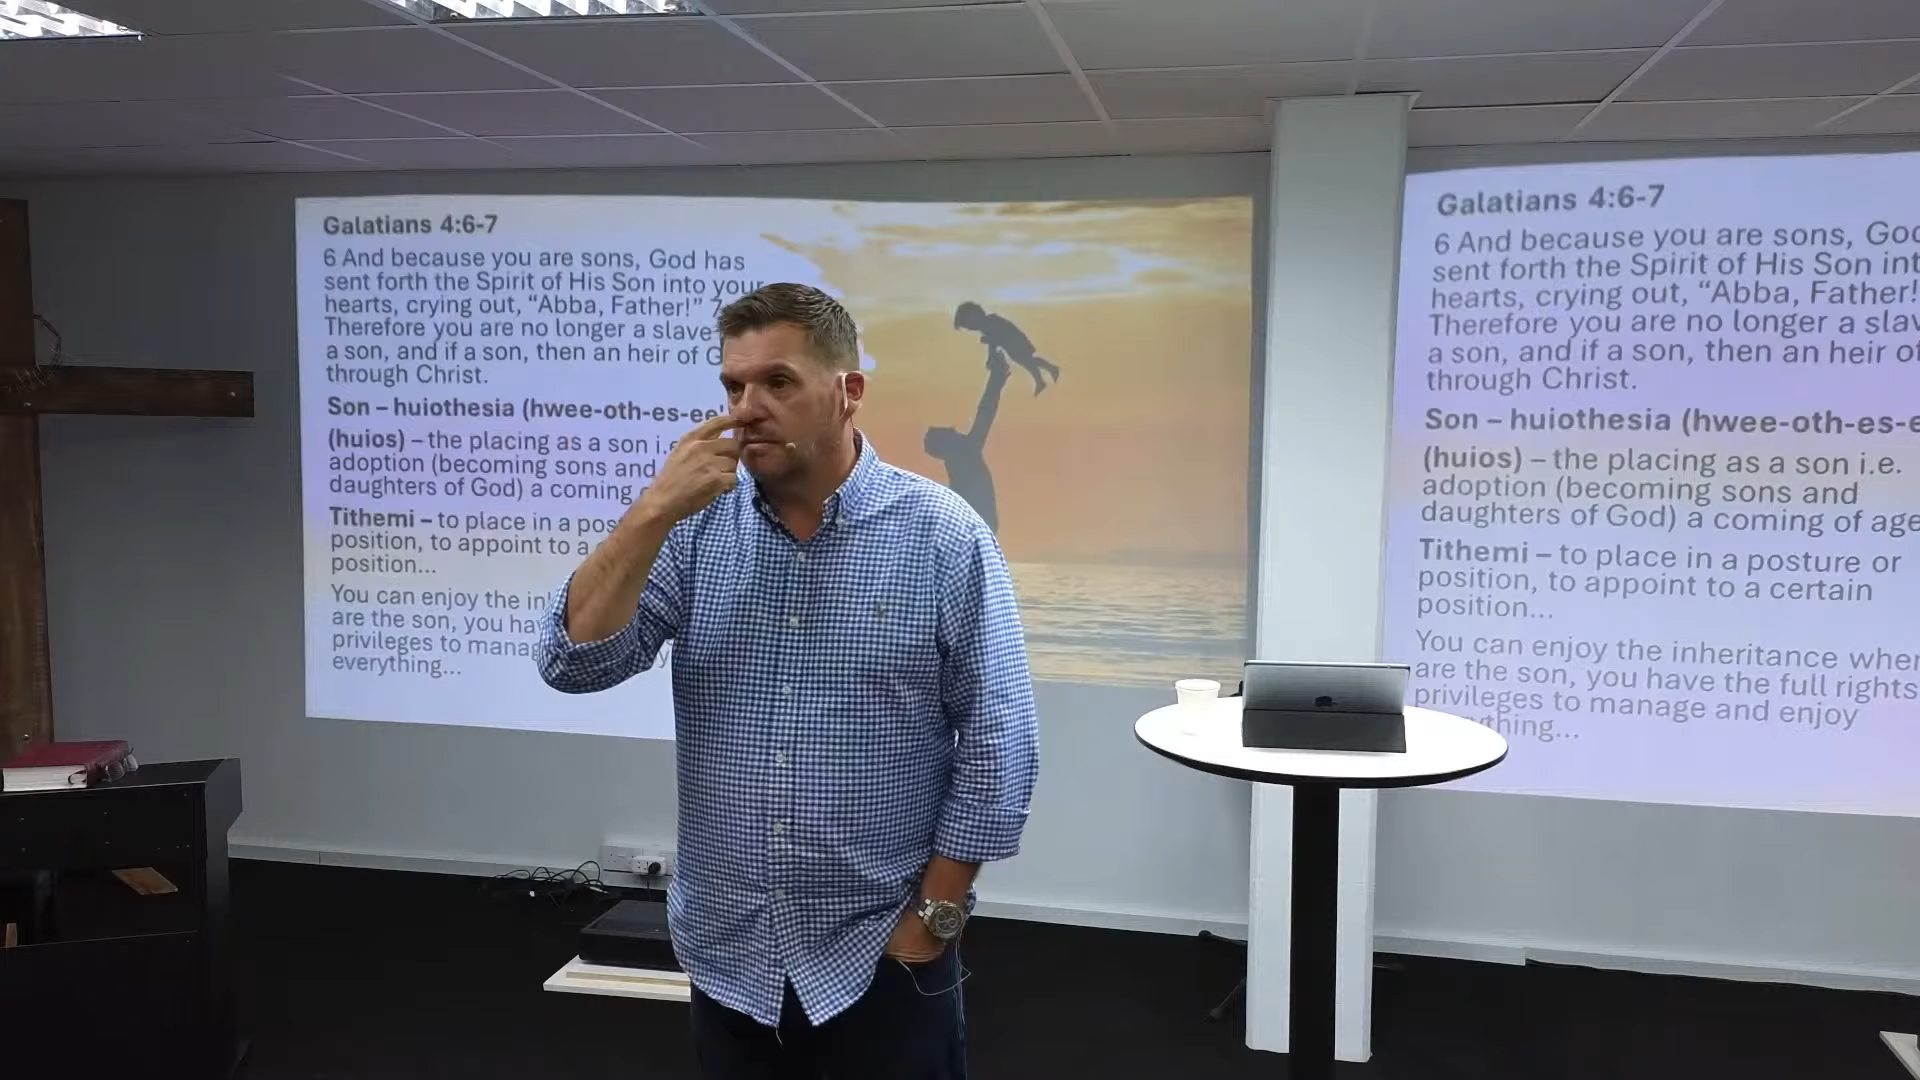 Galatians 4:6-7
6 And because you are sons, God has
sent forth the Spirit of His Son into your
hearts, crying out, “Abba, Father!” 7
Therefore you are no longer a slave
a son, and if a son, then an heir of G
through Christ.
Son – huiothesia (hwee-oth-es-ee'
(huios) – the placing as a son i.e
adoption (becoming sons and
daughters of God) a coming
Tithemi – to place in a pos
position, to appoint to a
position...
You can enjoy the in
are the son, you ha
privileges to manag
everything...
Galatians 4:6-7
6 And because you are sons, God
sent forth the Spirit of His Son int
hearts, crying out, “Abba, Father!
Therefore you are no longer a slav
a son, and if a son, then an heir of
through Christ.
Son – huiothesia (hwee-oth-es-e
(huios) – the placing as a son i.e.
adoption (becoming sons and
daughters of God) a coming of age
Tithemi – to place in a posture or
position, to appoint to a certain
position...
You can enjoy the inheritance when
are the son, you have the full rights
privileges to manage and enjoy
thing...